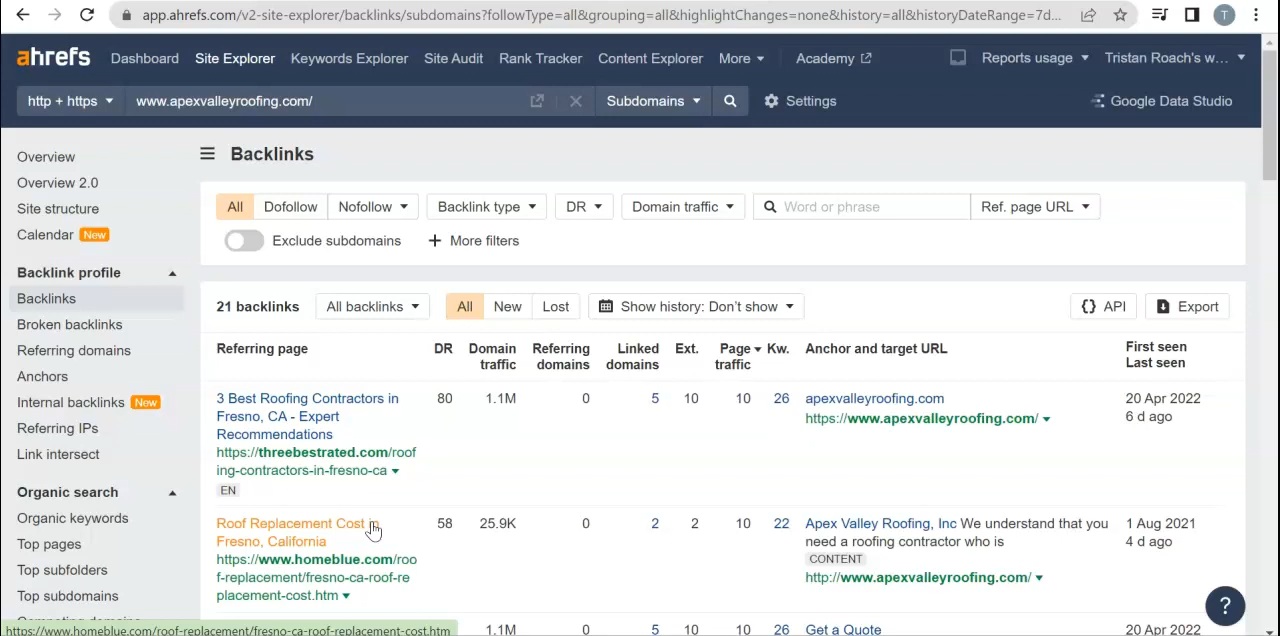 app.ahrefs.com/v2-site-explorer/backlinks/subdomains?followType=all&grouping=all&highlightChanges=none&history=all&historyDateRange=7d...
T
ahrefs Dashboard Site Explorer Keywords Explorer Site Audit Rank Tracker Content Explorer More Academy Reports usage Tristan Roach's w...
http + https www.apexvalleyroofing.com/ Subdomains Settings Google Data Studio
Overview
Overview 2.0
Site structure
Calendar New
Backlink profile
Backlinks
Broken backlinks
Referring domains
Anchors
Internal backlinks New
Referring IPs
Link intersect
Organic search
Organic keywords
Top pages
Top subfolders
Top subdomains
Backlinks
All Dofollow Nofollow Backlink type DR Domain traffic Word or phrase Ref. page URL
Exclude subdomains + More filters
21 backlinks All backlinks All New Lost Show history: Don't show {} API Export
Referring page DR Domain traffic Referring domains Linked domains Ext. Page traffic Kw. Anchor and target URL First seen Last seen
3 Best Roofing Contractors in 80 1.1M 0 5 10 10 26 apexvalleyroofing.com 20 Apr 2022
Fresno, CA - Expert https://www.apexvalleyroofing.com/ 6 d ago
Recommendations
https://threebestrated.com/roof
ing-contractors-in-fresno-ca
EN
Roof Replacement Cost in 58 25.9K 0 2 2 10 22 Apex Valley Roofing, Inc We understand that you 1 Aug 2021
Fresno, California need a roofing contractor who is 4 d ago
https://www.homeblue.com/roo CONTENT
f-replacement/fresno-ca-roof-re http://www.apexvalleyroofing.com/
placement-cost.htm
?
1.1M 0 5 10 10 26 Get a Quote 20 Apr 2022
https://www.homeblue.com/roof-replacement/fresno-ca-roof-replacement-cost.htm